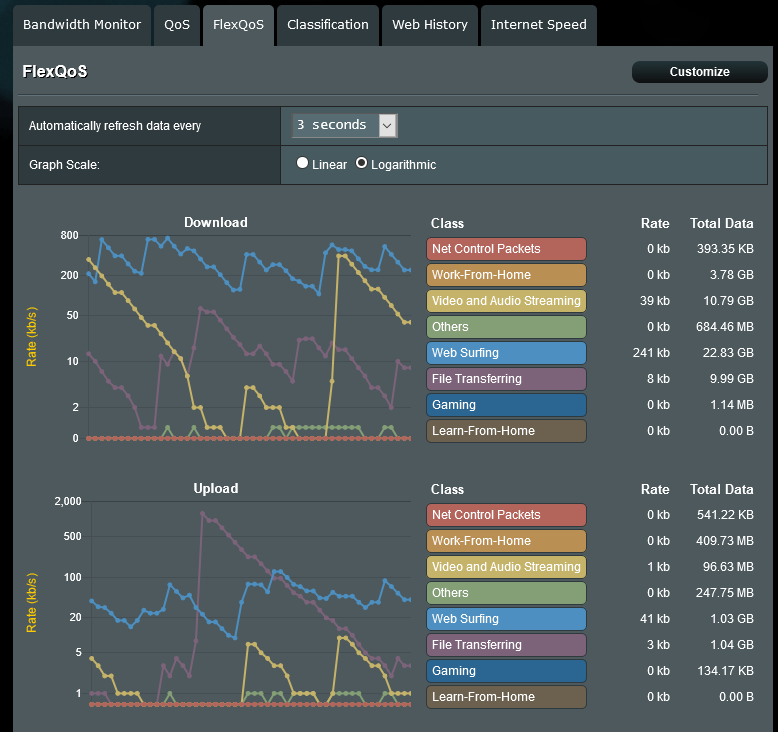 Bandwidth Monitor QoS FlexQoS Classification Web History Internet Speed
FlexQoS Customize
Automatically refresh data every 3 seconds
Graph Scale: Linear Logarithmic
Download
Rate (kb/s)
800
200
50
10
2
0
Class Rate Total Data
Net Control Packets 0 kb 393.35 KB
Work-From-Home 0 kb 3.78 GB
Video and Audio Streaming 39 kb 10.79 GB
Others 0 kb 684.46 MB
Web Surfing 241 kb 22.83 GB
File Transferring 8 kb 9.99 GB
Gaming 0 kb 1.14 MB
Learn-From-Home 0 kb 0.00 B
Upload
Rate (kb/s)
2,000
500
100
20
5
1
Class Rate Total Data
Net Control Packets 0 kb 541.22 KB
Work-From-Home 0 kb 409.73 MB
Video and Audio Streaming 1 kb 96.63 MB
Others 0 kb 247.75 MB
Web Surfing 41 kb 1.03 GB
File Transferring 3 kb 1.04 GB
Gaming 0 kb 134.17 KB
Learn-From-Home 0 kb 0.00 B